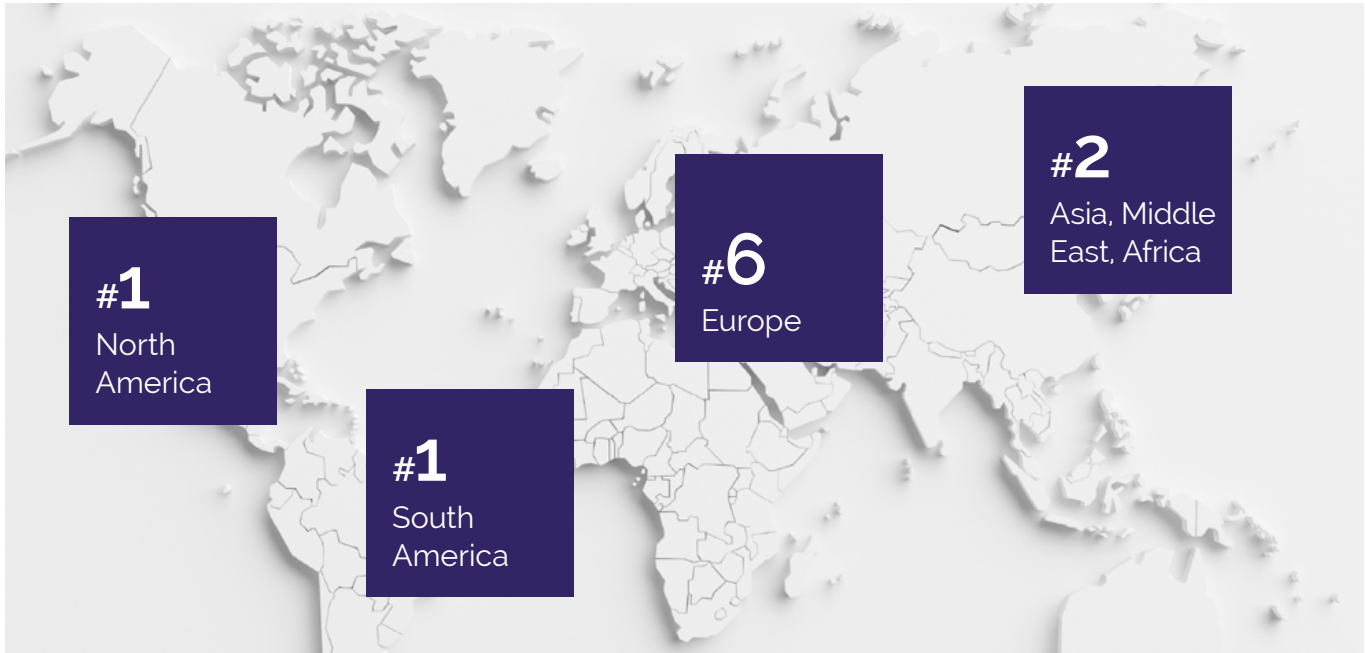 #1
North
America
#1
South
America
#6
Europe
#2
Asia, Middle
East, Africa